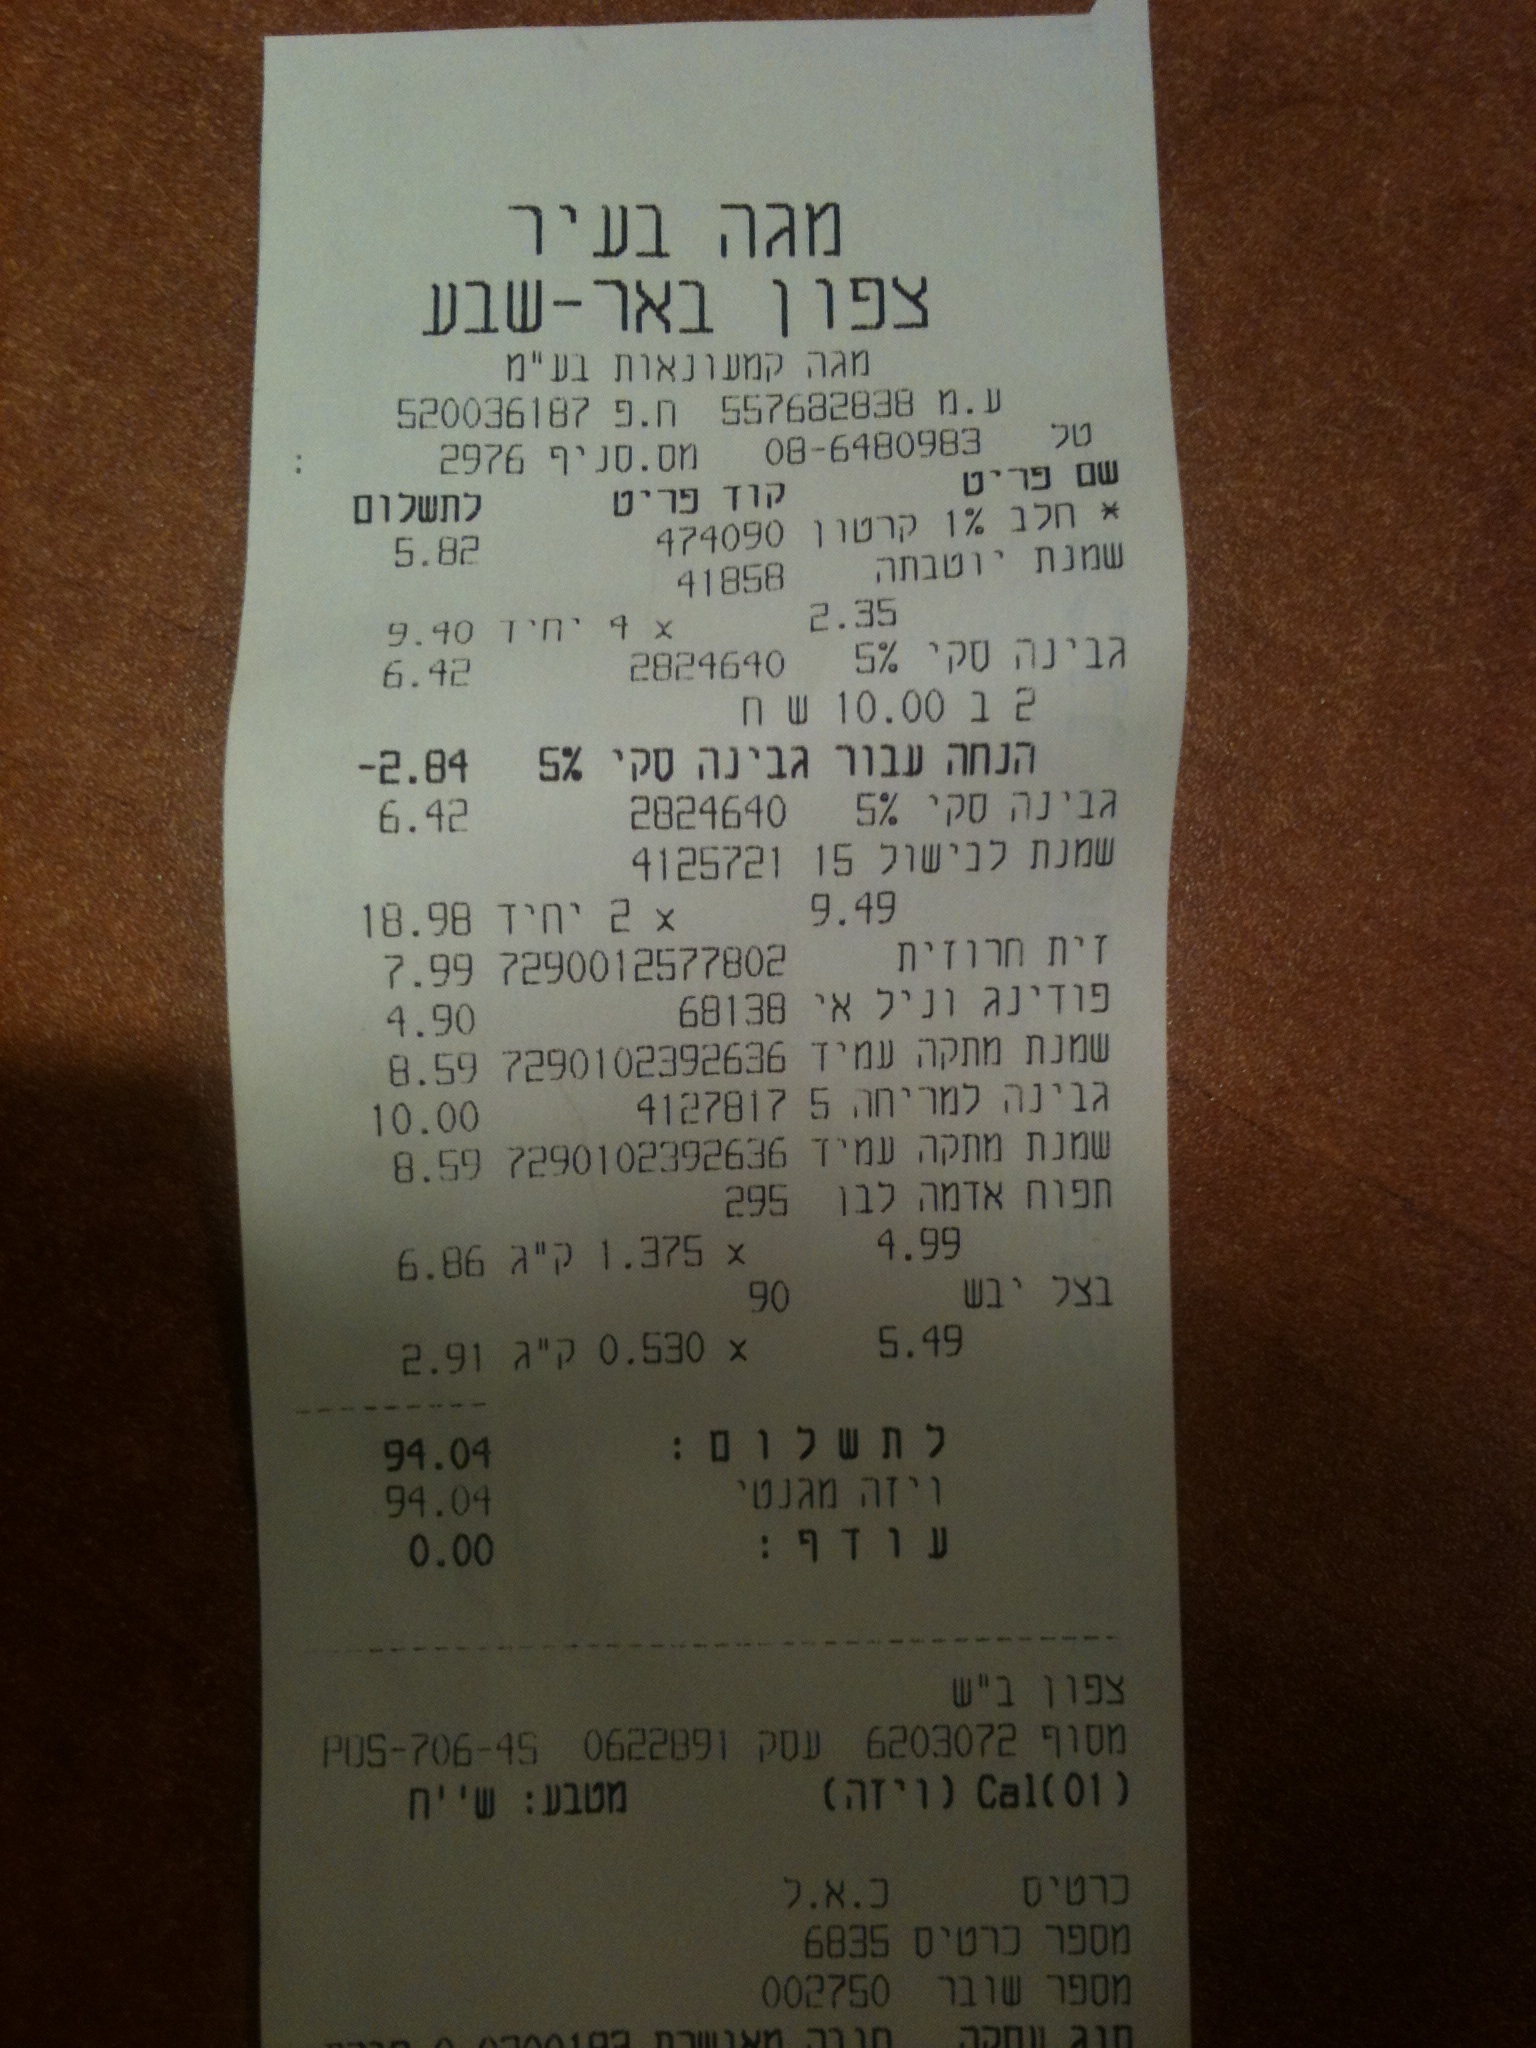 מגה בעיר
צפון באר-שבע
מגה קמעונאות בע"מ
ע.מ 557682838 ח.פ 520036187
טל 08-6480983 מס.סניף 2976 :
שם פריט קוד פריט לתשלום
* חלב 1% קרטון 474090 5.82
שמנת יוטבתה 41858
2.35 x 4 יחיד 9.40
גבינה סקי 5% 2824640 6.42
2 ב 10.00 ש ח
הנחה עבור גבינה סקי 5% -2.84
גבינה סקי 5% 2824640 6.42
שמנת לבישול 15 4125721
9.49 x 2 יחיד 18.98
זית חרוזית 7290012577802 7.99
פודינג וניל אי 68138 4.90
שמנת מתקה עמיד 7290102392636 8.59
גבינה למריחה 5 4127817 10.00
שמנת מתקה עמיד 7290102392636 8.59
תפוח אדמה לבן 295
4.99 x 1.375 ק"ג 6.86
בצל יבש 90
5.49 x 0.530 ק"ג 2.91
לתשלום: 94.04
ויזה מגנטי 94.04
עודף: 0.00
צפון ב"ש
מסוף 6203072 עסק 0622891 POS-706-45
Cal(01) (ויזה) מטבע: ש''ח
כרטיס כ.א.ל
מספר כרטיס 6835
מספר שובר 002750
סוג עסקה חובה מאושרת